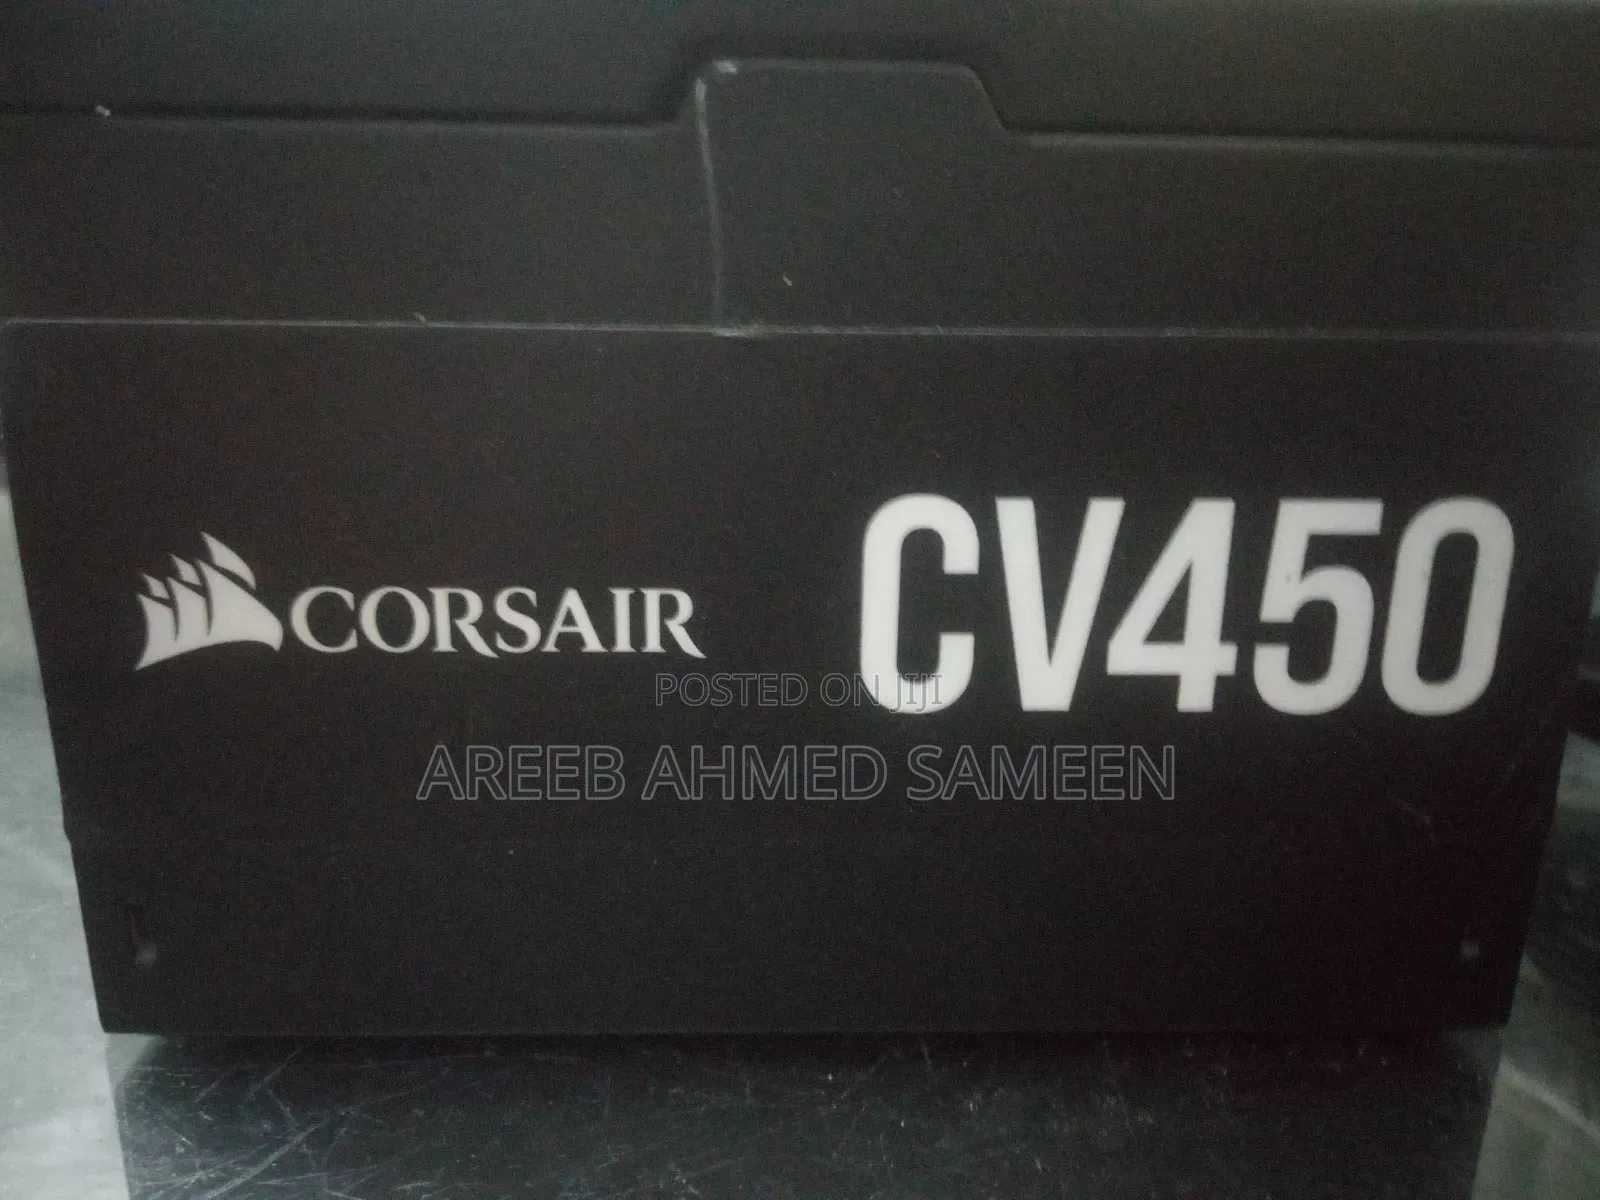 CORSAIR
CV450
POSTED ON Jiji
AREEB AHMED SAMEEN